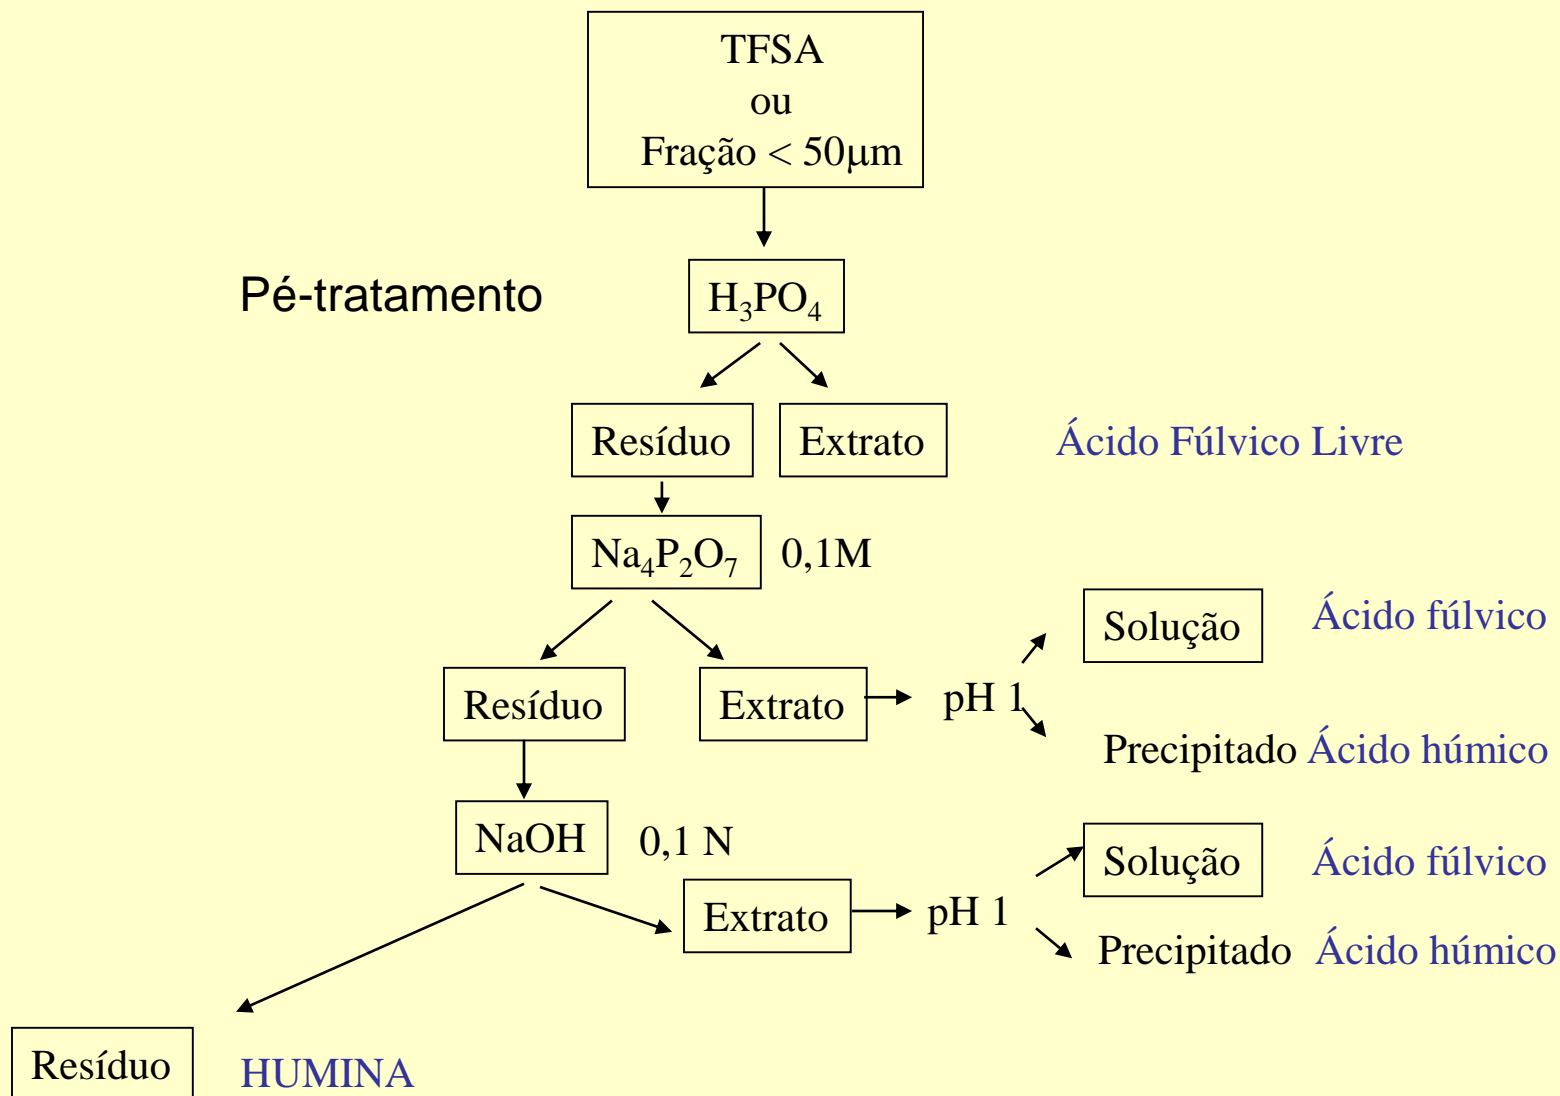 TFSA
ou
Fração < 50μm
Pé-tratamento
H₃PO₄
Resíduo
Extrato
Ácido Fúlvico Livre
Na₄P₂O₇
0,1M
Solução
Ácido fúlvico
Resíduo
Extrato
pH 1
Precipitado Ácido húmico
NaOH
0,1 N
Solução
Ácido fúlvico
Extrato
pH 1
Precipitado Ácido húmico
Resíduo
HUMINA